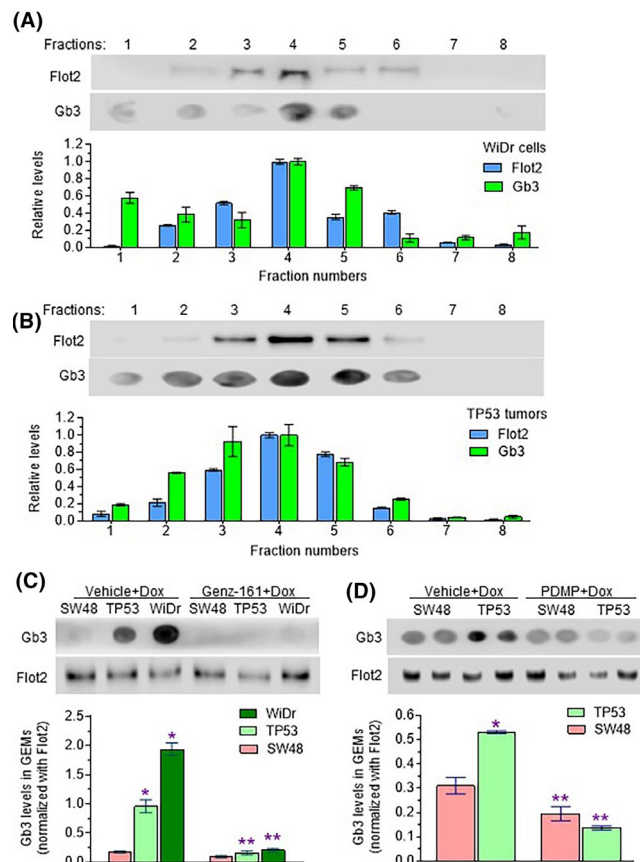 (A)
Fractions: 1 2 3 4 5 6 7 8
Flot2
Gb3
WiDr cells
Flot2
Gb3
Relative levels
1.2
1.0
0.8
0.6
0.4
0.2
0.0
1 2 3 4 5 6 7 8
Fraction numbers
(B)
Fractions: 1 2 3 4 5 6 7 8
Flot2
Gb3
TP53 tumors
Flot2
Gb3
Relative levels
1.2
1.0
0.8
0.6
0.4
0.2
0.0
1 2 3 4 5 6 7 8
Fraction numbers
(C)
Vehicle+Dox Genz-161+Dox
SW48 TP53 WiDr SW48 TP53 WiDr
Gb3
Flot2
Gb3 levels in GEMs
(normalized with Flot2)
2.5
2.0
1.5
1.0
0.5
0.0
WiDr
TP53
SW48
* * ** **
(D)
Vehicle+Dox PDMP+Dox
SW48 TP53 SW48 TP53
Gb3
Flot2
Gb3 levels in GEMs
(normalized with Flot2)
0.6
0.5
0.4
0.3
0.2
0.1
0.0
TP53
SW48
* ** **